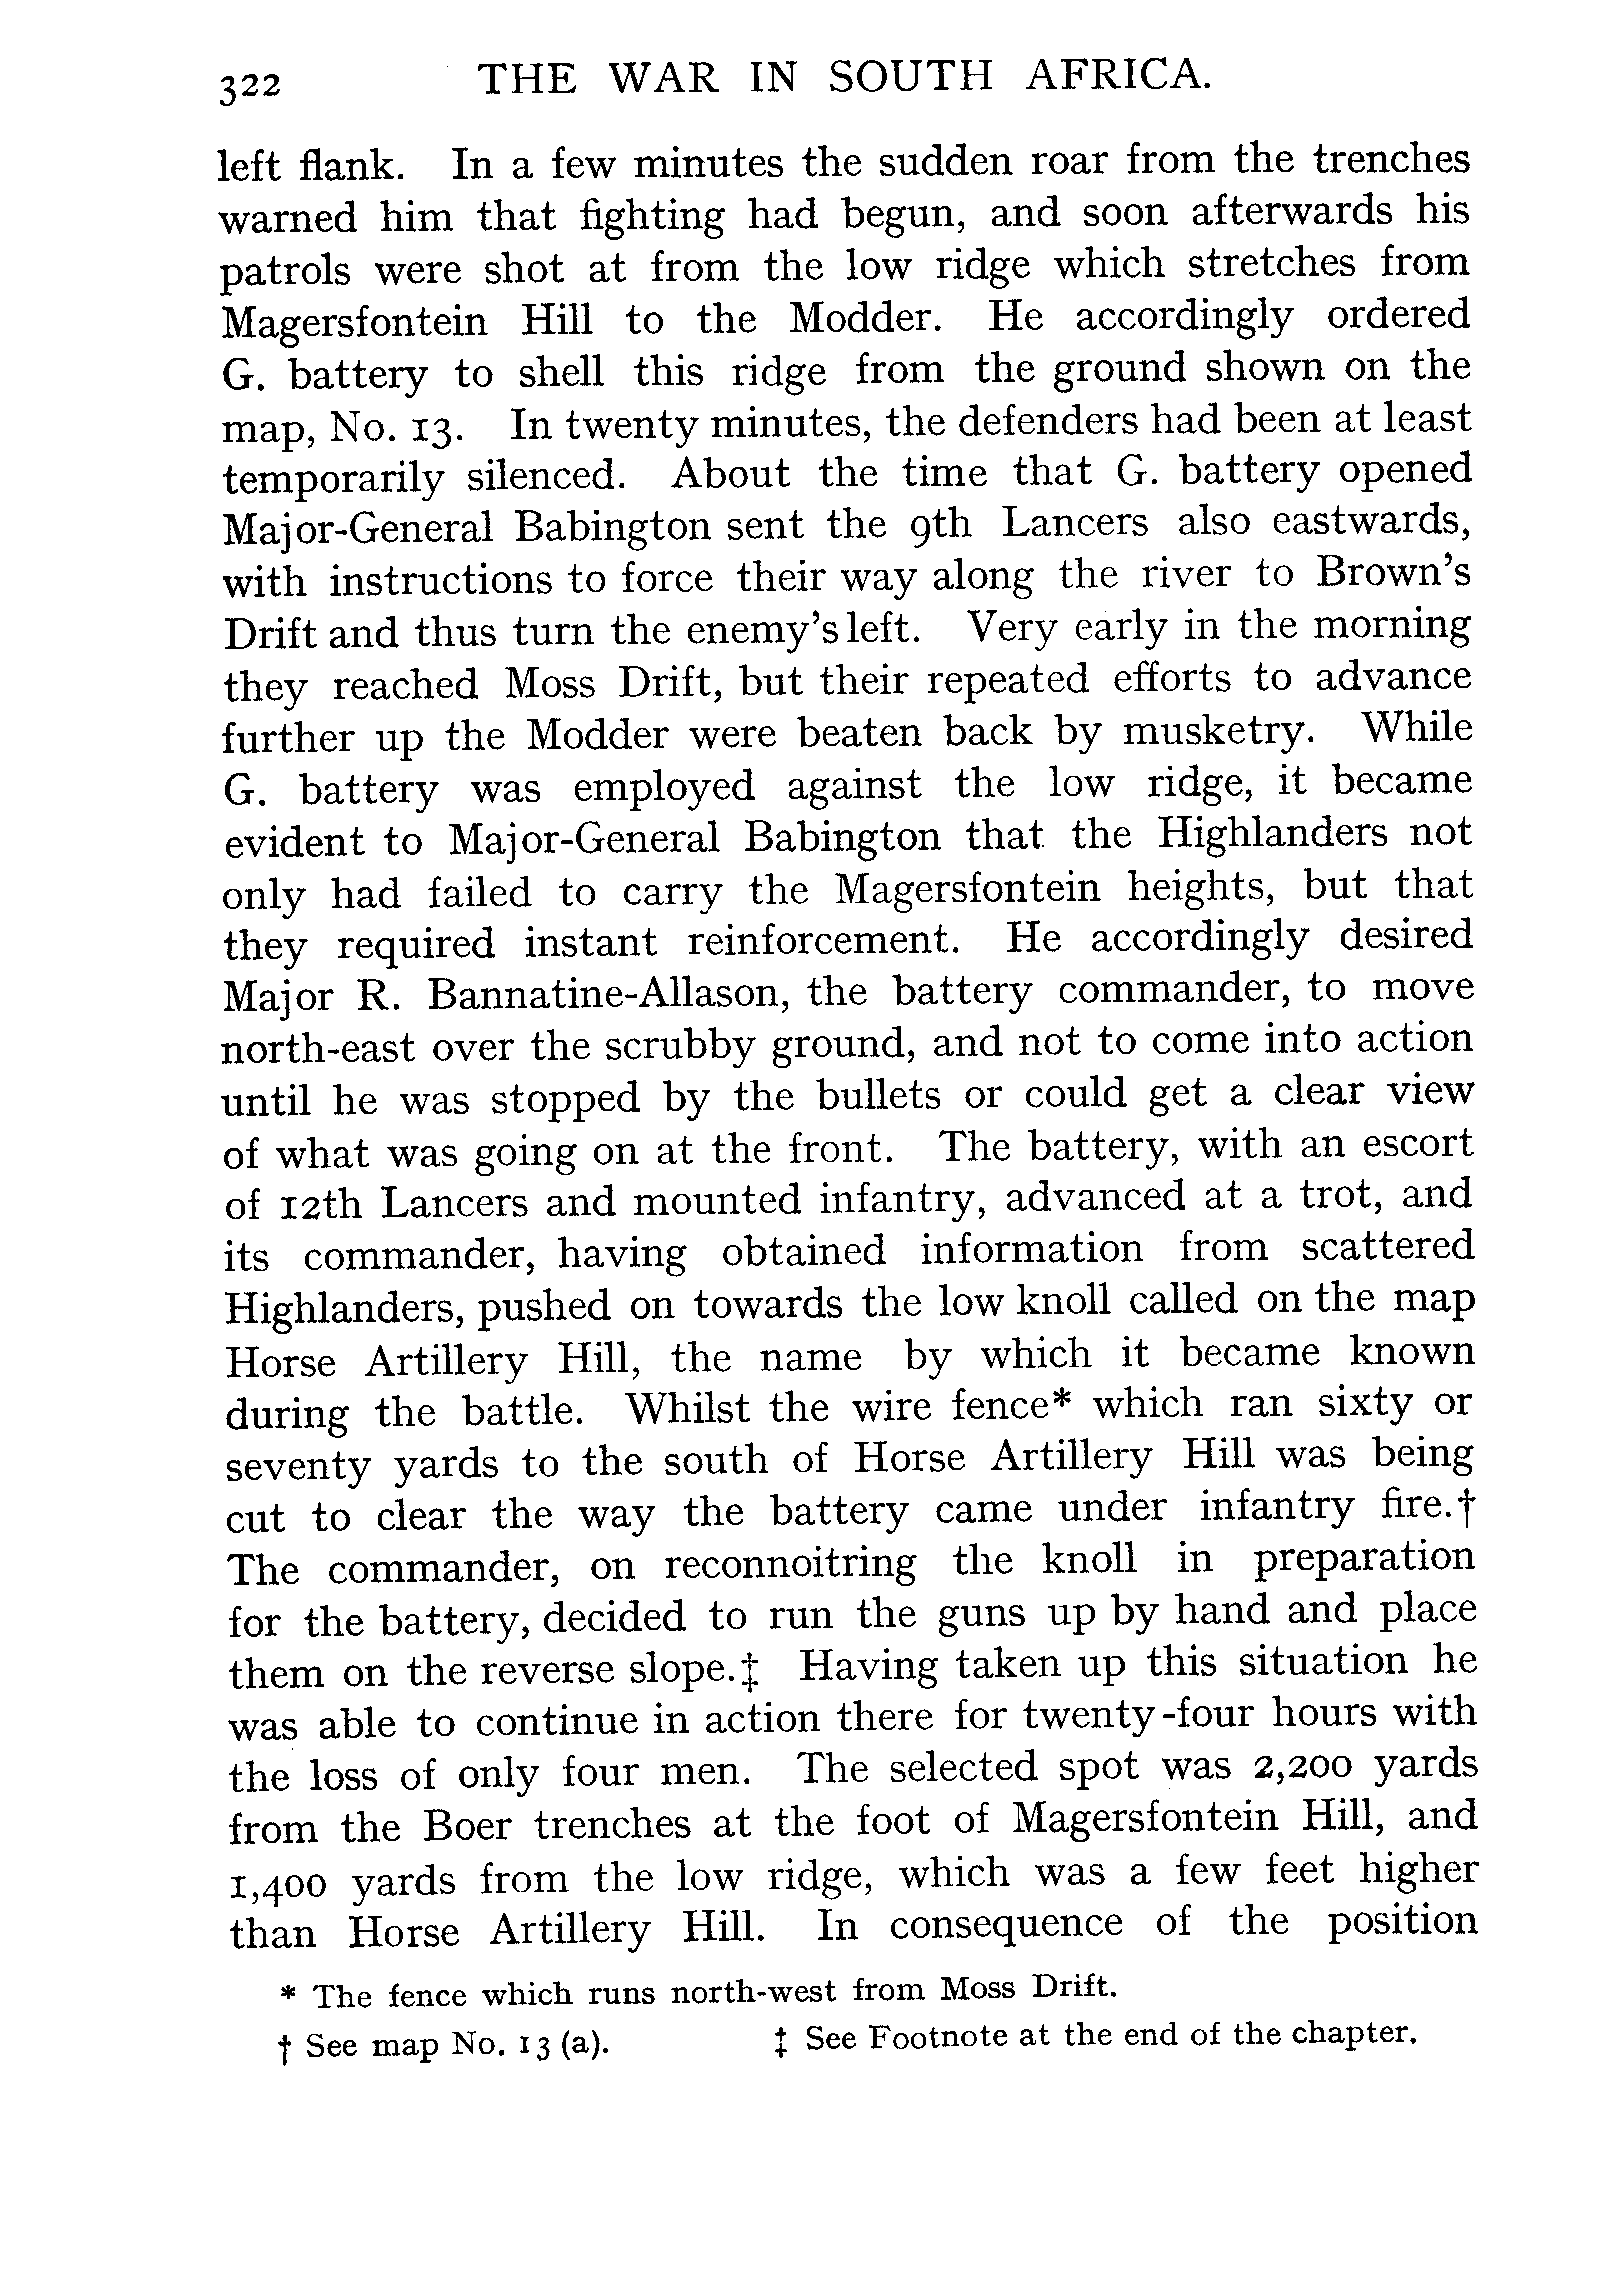 322 THE WAR IN SOUTH AFRICA.
left flank. In a few minutes the sudden roar from the trenches
warned him that fighting had begun, and soon afterwards his
patrols were shot at from the low ridge which stretches from
Magersfontein Hill to the Modder. He accordingly ordered
G. battery to shell this ridge from the ground shown on the
map, No. 13. In twenty minutes, the defenders had been at least
temporarily silenced. About the time that G. battery opened
Major-General Babington sent the 9th Lancers also eastwards,
with instructions to force their way along the river to Brown's
Drift and thus turn the enemy's left. Very early in the morning
they reached Moss Drift, but their repeated efforts to advance
further up the Modder were beaten back by musketry. While
G. battery was employed against the low ridge, it became
evident to Major-General Babington that the Highlanders not
only had failed to carry the Magersfontein heights, but that
they required instant reinforcement. He accordingly desired
Major R. Bannatine-Allason, the battery commander, to move
north-east over the scrubby ground, and not to come into action
until he was stopped by the bullets or could get a clear view
of what was going on at the front. The battery, with an escort
of 12th Lancers and mounted infantry, advanced at a trot, and
its commander, having obtained information from scattered
Highlanders, pushed on towards the low knoll called on the map
Horse Artillery Hill, the name by which it became known
during the battle. Whilst the wire fence* which ran sixty or
seventy yards to the south of Horse Artillery Hill was being
cut to clear the way the battery came under infantry fire.†
The commander, on reconnoitring the knoll in preparation
for the battery, decided to run the guns up by hand and place
them on the reverse slope.‡ Having taken up this situation he
was able to continue in action there for twenty-four hours with
the loss of only four men. The selected spot was 2,200 yards
from the Boer trenches at the foot of Magersfontein Hill, and
1,400 yards from the low ridge, which was a few feet higher
than Horse Artillery Hill. In consequence of the position
* The fence which runs north-west from Moss Drift.
† See map No. 13 (a). ‡ See Footnote at the end of the chapter.